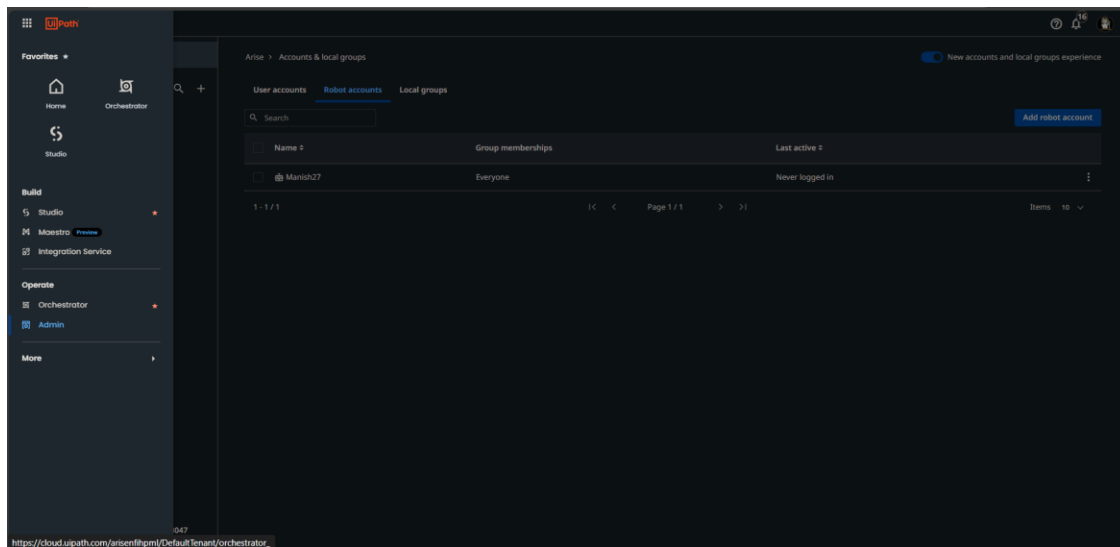 UiPath
16
Favorites ★
Home
Orchestrator
Studio
Build
Studio
Maestro Preview
Integration Service
Operate
Orchestrator
Admin
More
Arise > Accounts & local groups
New accounts and local groups experience
User accounts Robot accounts Local groups
Search
Add robot account
Name Group memberships Last active
Manish27 Everyone Never logged in
1 - 1 / 1 Page 1 / 1 Items 10
https://cloud.uipath.com/arisenfihpml/DefaultTenant/orchestrator_